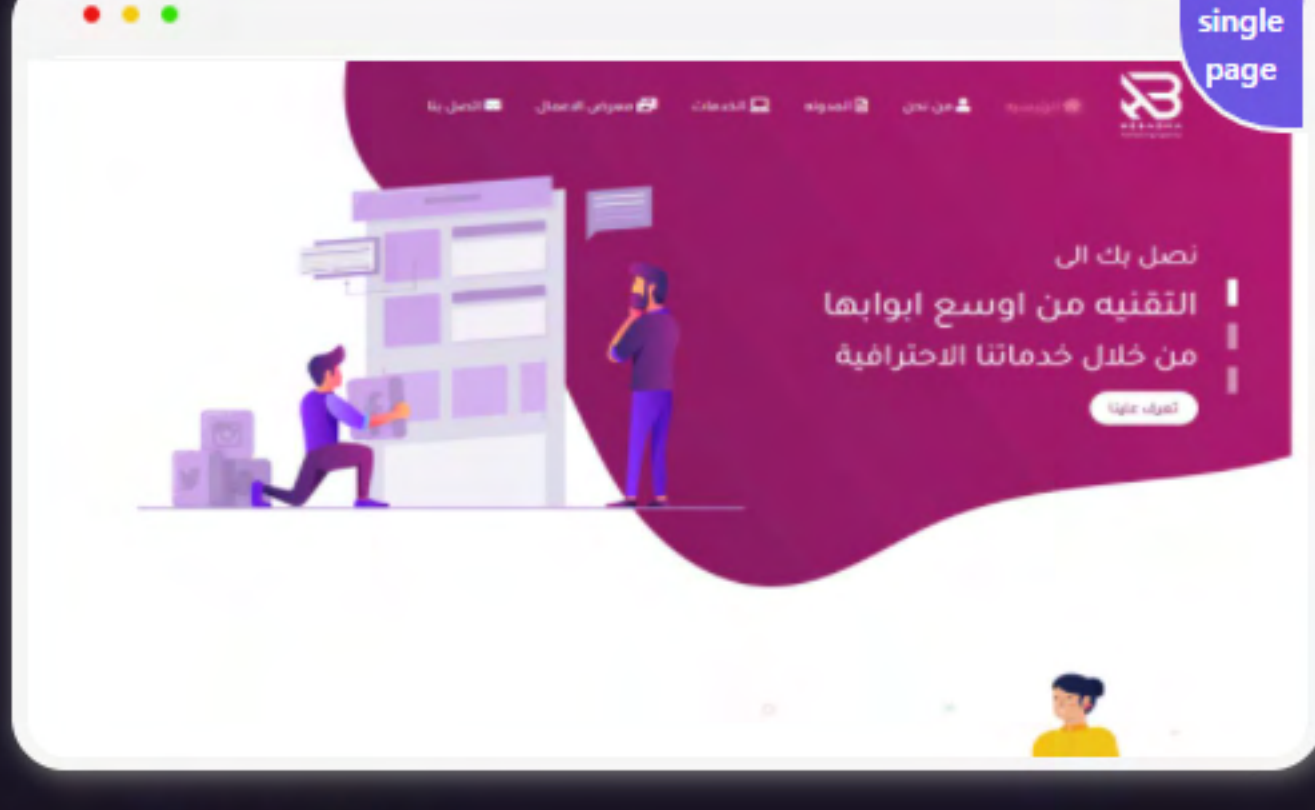 single
page
الرئيسيه
من نحن
المدونه
الخدمات
معرض الاعمال
اتصل بنا
نصل بك الى
التقنيه من اوسع ابوابها
من خلال خدماتنا الاحترافية
تعرف علينا